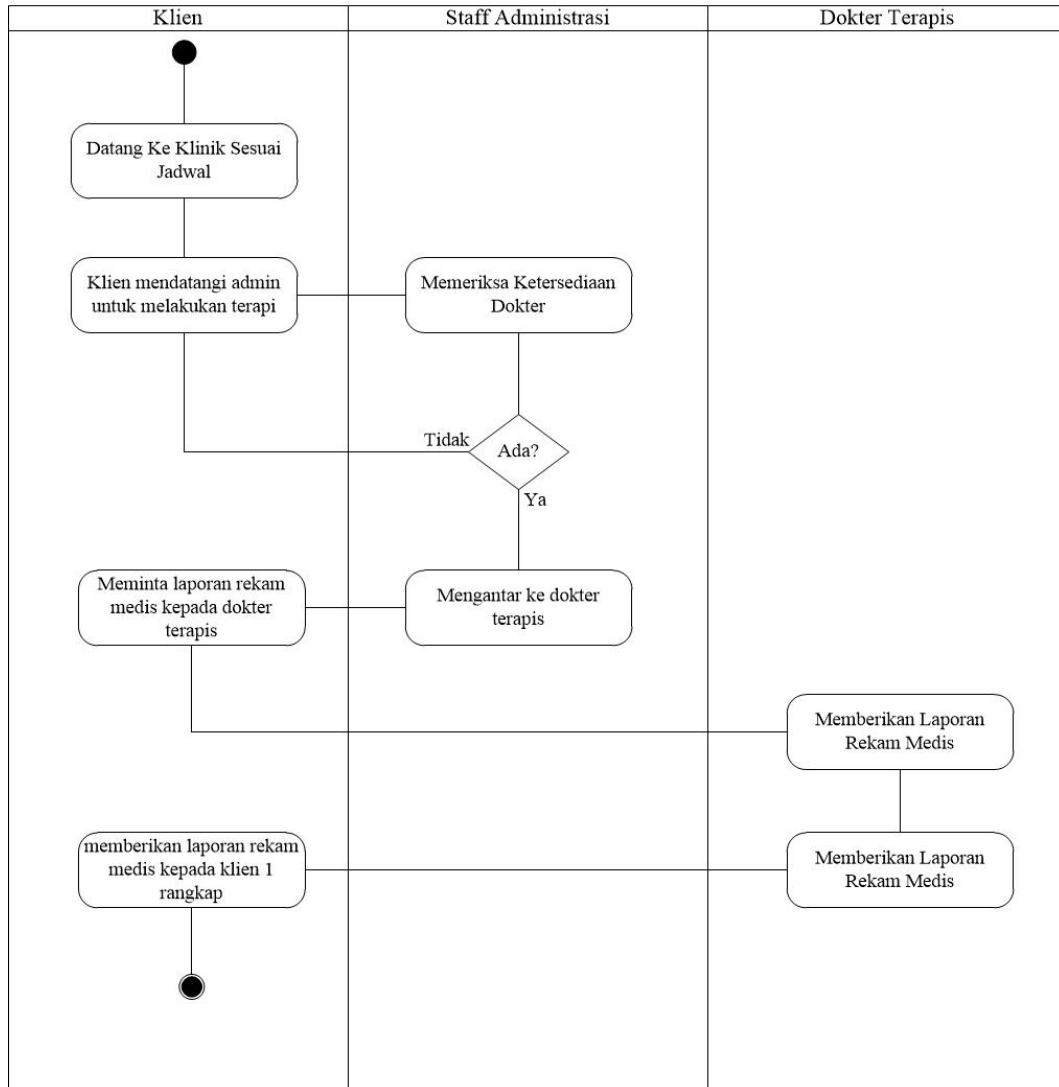 Klien
Staff Administrasi
Dokter Terapis
Datang Ke Klinik Sesuai
Jadwal
Klien mendatangi admin
untuk melakukan terapi
Memeriksa Ketersediaan
Dokter
Tidak
Ada?
Ya
Meminta laporan rekam
medis kepada dokter
terapis
Mengantar ke dokter
terapis
Memberikan Laporan
Rekam Medis
memberikan laporan rekam
medis kepada klien 1
rangkap
Memberikan Laporan
Rekam Medis